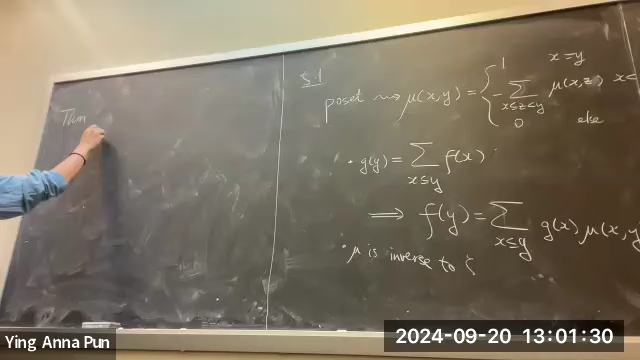 Thm
§.1
poset ⇝ μ(x,y) = { 1 x=y
-∑_{x≤z<y} μ(x,z) x<
0 else
• g(y) = ∑_{x≤y} f(x)
⟹ f(y) = ∑_{x≤y} g(x) μ(x,y
• μ is inverse to ζ
Ying Anna Pun
2024-09-20 13:01:30